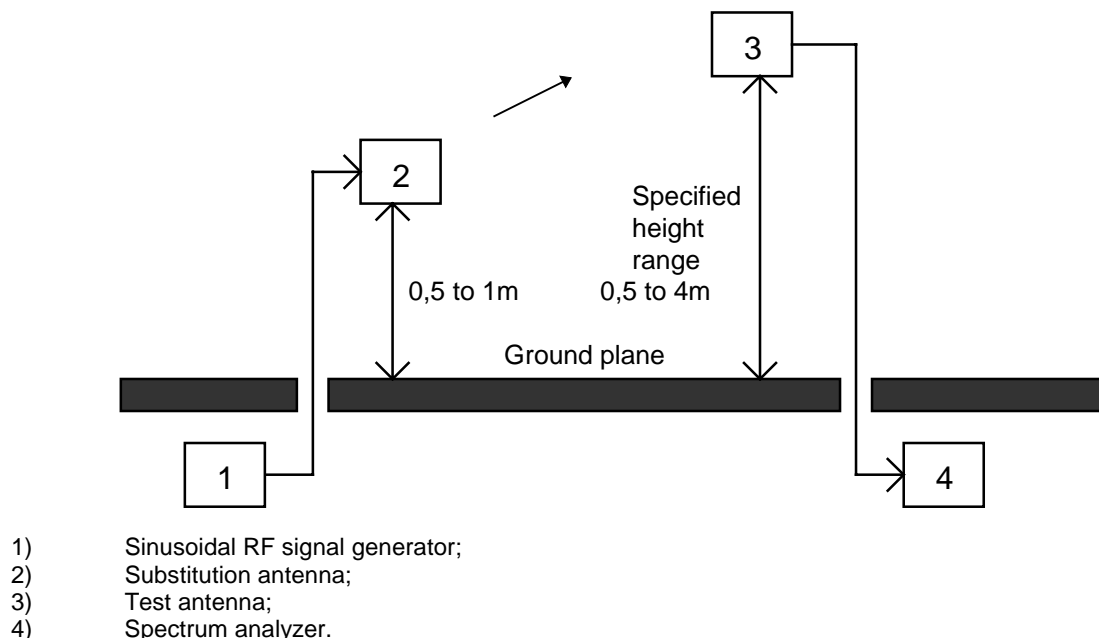 3
2
Specified
height
range
0,5 to 1m
0,5 to 4m
Ground plane
1
4
1) Sinusoidal RF signal generator;
2) Substitution antenna;
3) Test antenna;
4) Spectrum analyzer.